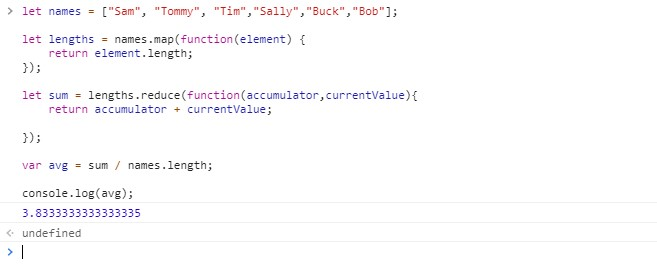 > let names = ["Sam", "Tommy", "Tim","Sally","Buck","Bob"];
let lengths = names.map(function(element) {
    return element.length;
});
let sum = lengths.reduce(function(accumulator,currentValue){
    return accumulator + currentValue;
});
var avg = sum / names.length;
console.log(avg);
3.8333333333333335
undefined
>